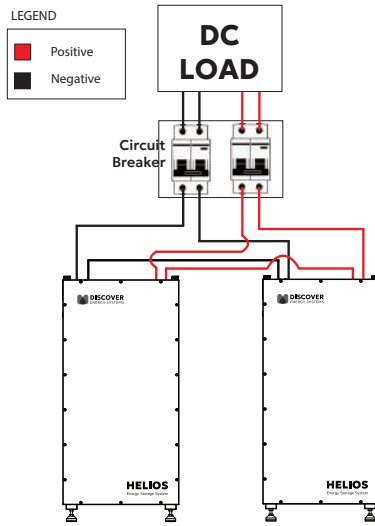 LEGEND
Positive
Negative
DC
LOAD
Circuit
Breaker
DISCOVER
ENERGY SYSTEMS
DISCOVER
ENERGY SYSTEMS
HELIOS
Energy Storage System
HELIOS
Energy Storage System